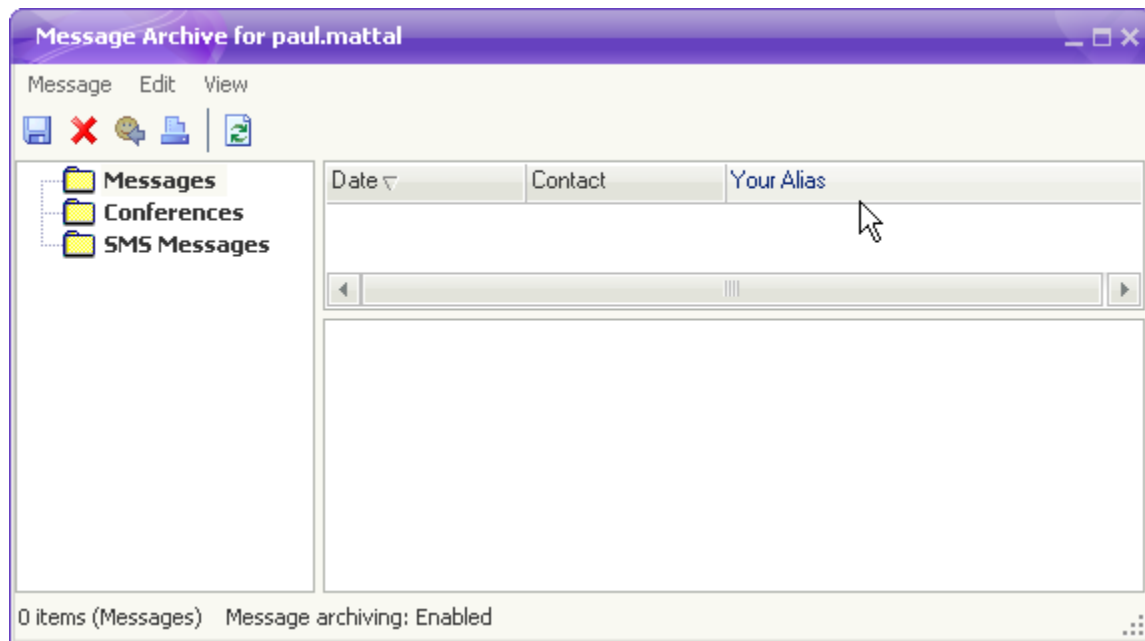 Message Archive for paul.mattal
Message Edit View
Messages
Conferences
SMS Messages
Date Contact Your Alias
0 items (Messages) Message archiving: Enabled